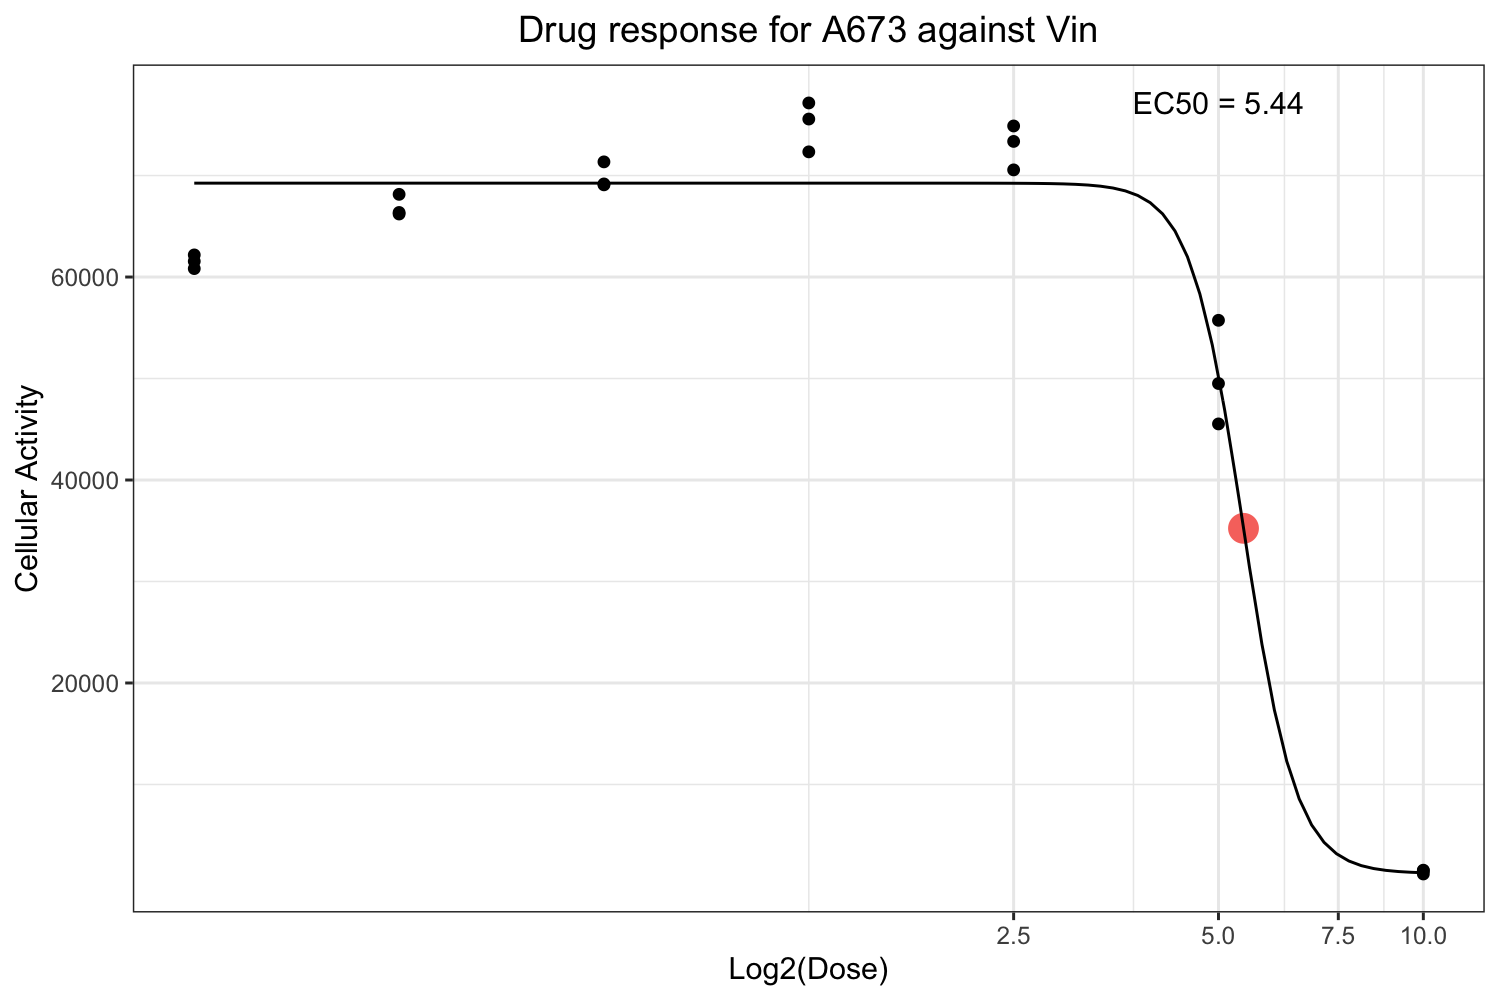 Drug response for A673 against Vin
EC50 = 5.44
60000
40000
20000
Cellular Activity
2.5 5.0 7.5 10.0
Log2(Dose)